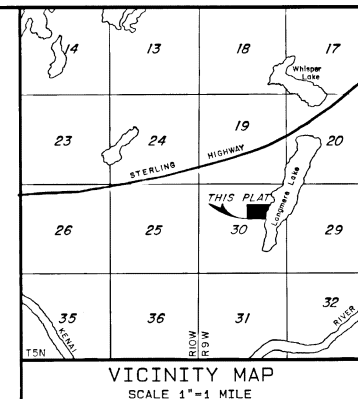 14 13 18 17
Whisper
Lake
23 24 19 20
STERLING HIGHWAY
Longmere Lake
THIS PLAT
26 25 30 29
35 36 31 32
KENAI
RIVER
R10W
R9W
T5N
VICINITY MAP
SCALE 1"=1 MILE